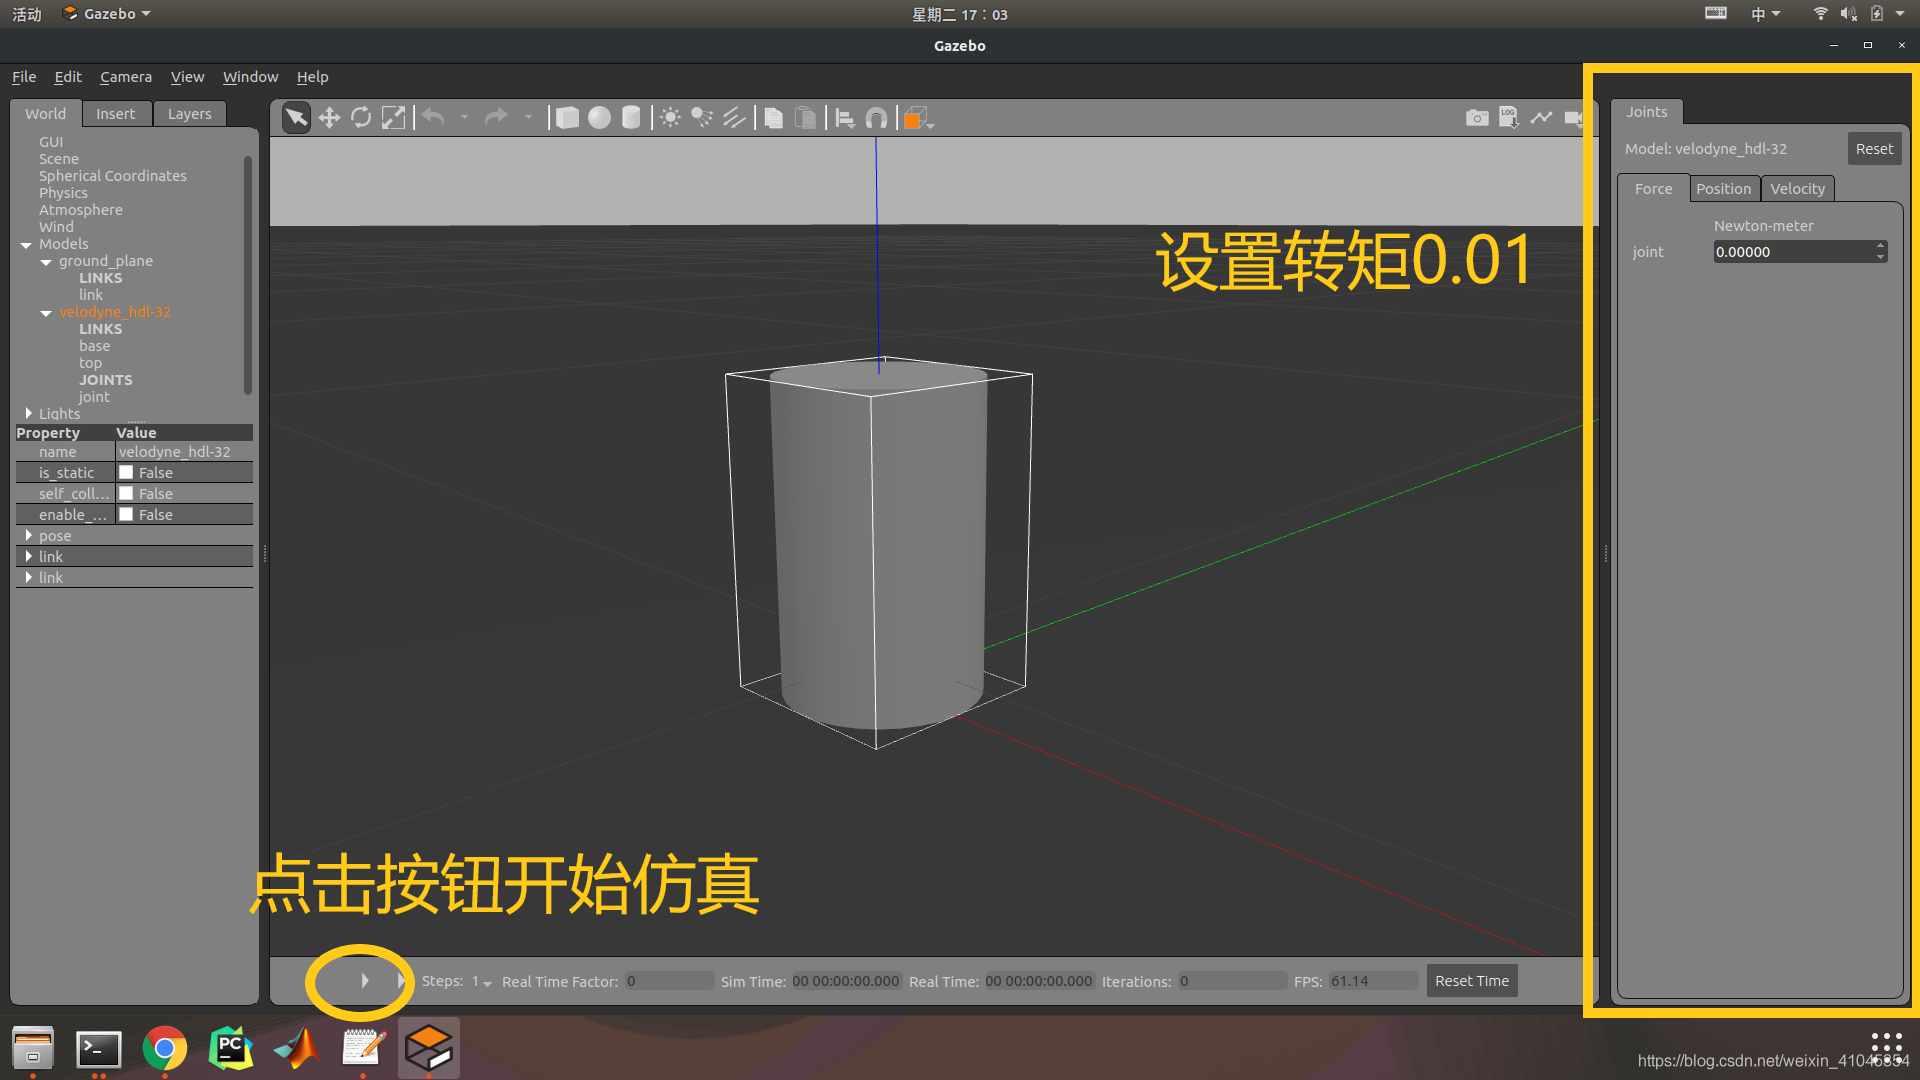 活动 Gazebo 星期二 17：03 中
Gazebo
File Edit Camera View Window Help
World Insert Layers
GUI
Scene
Spherical Coordinates
Physics
Atmosphere
Wind
Models
ground_plane
LINKS
link
velodyne_hdl-32
LINKS
base
top
JOINTS
joint
Lights
Property Value
name velodyne_hdl-32
is_static False
self_coll... False
enable_... False
pose
link
link
LOG
设置转矩0.01
点击按钮开始仿真
Joints
Model: velodyne_hdl-32 Reset
Force Position Velocity
Newton-meter
joint 0.00000
Steps: 1 Real Time Factor: 0 Sim Time: 00 00:00:00.000 Real Time: 00 00:00:00.000 Iterations: 0 FPS: 61.14 Reset Time
PC